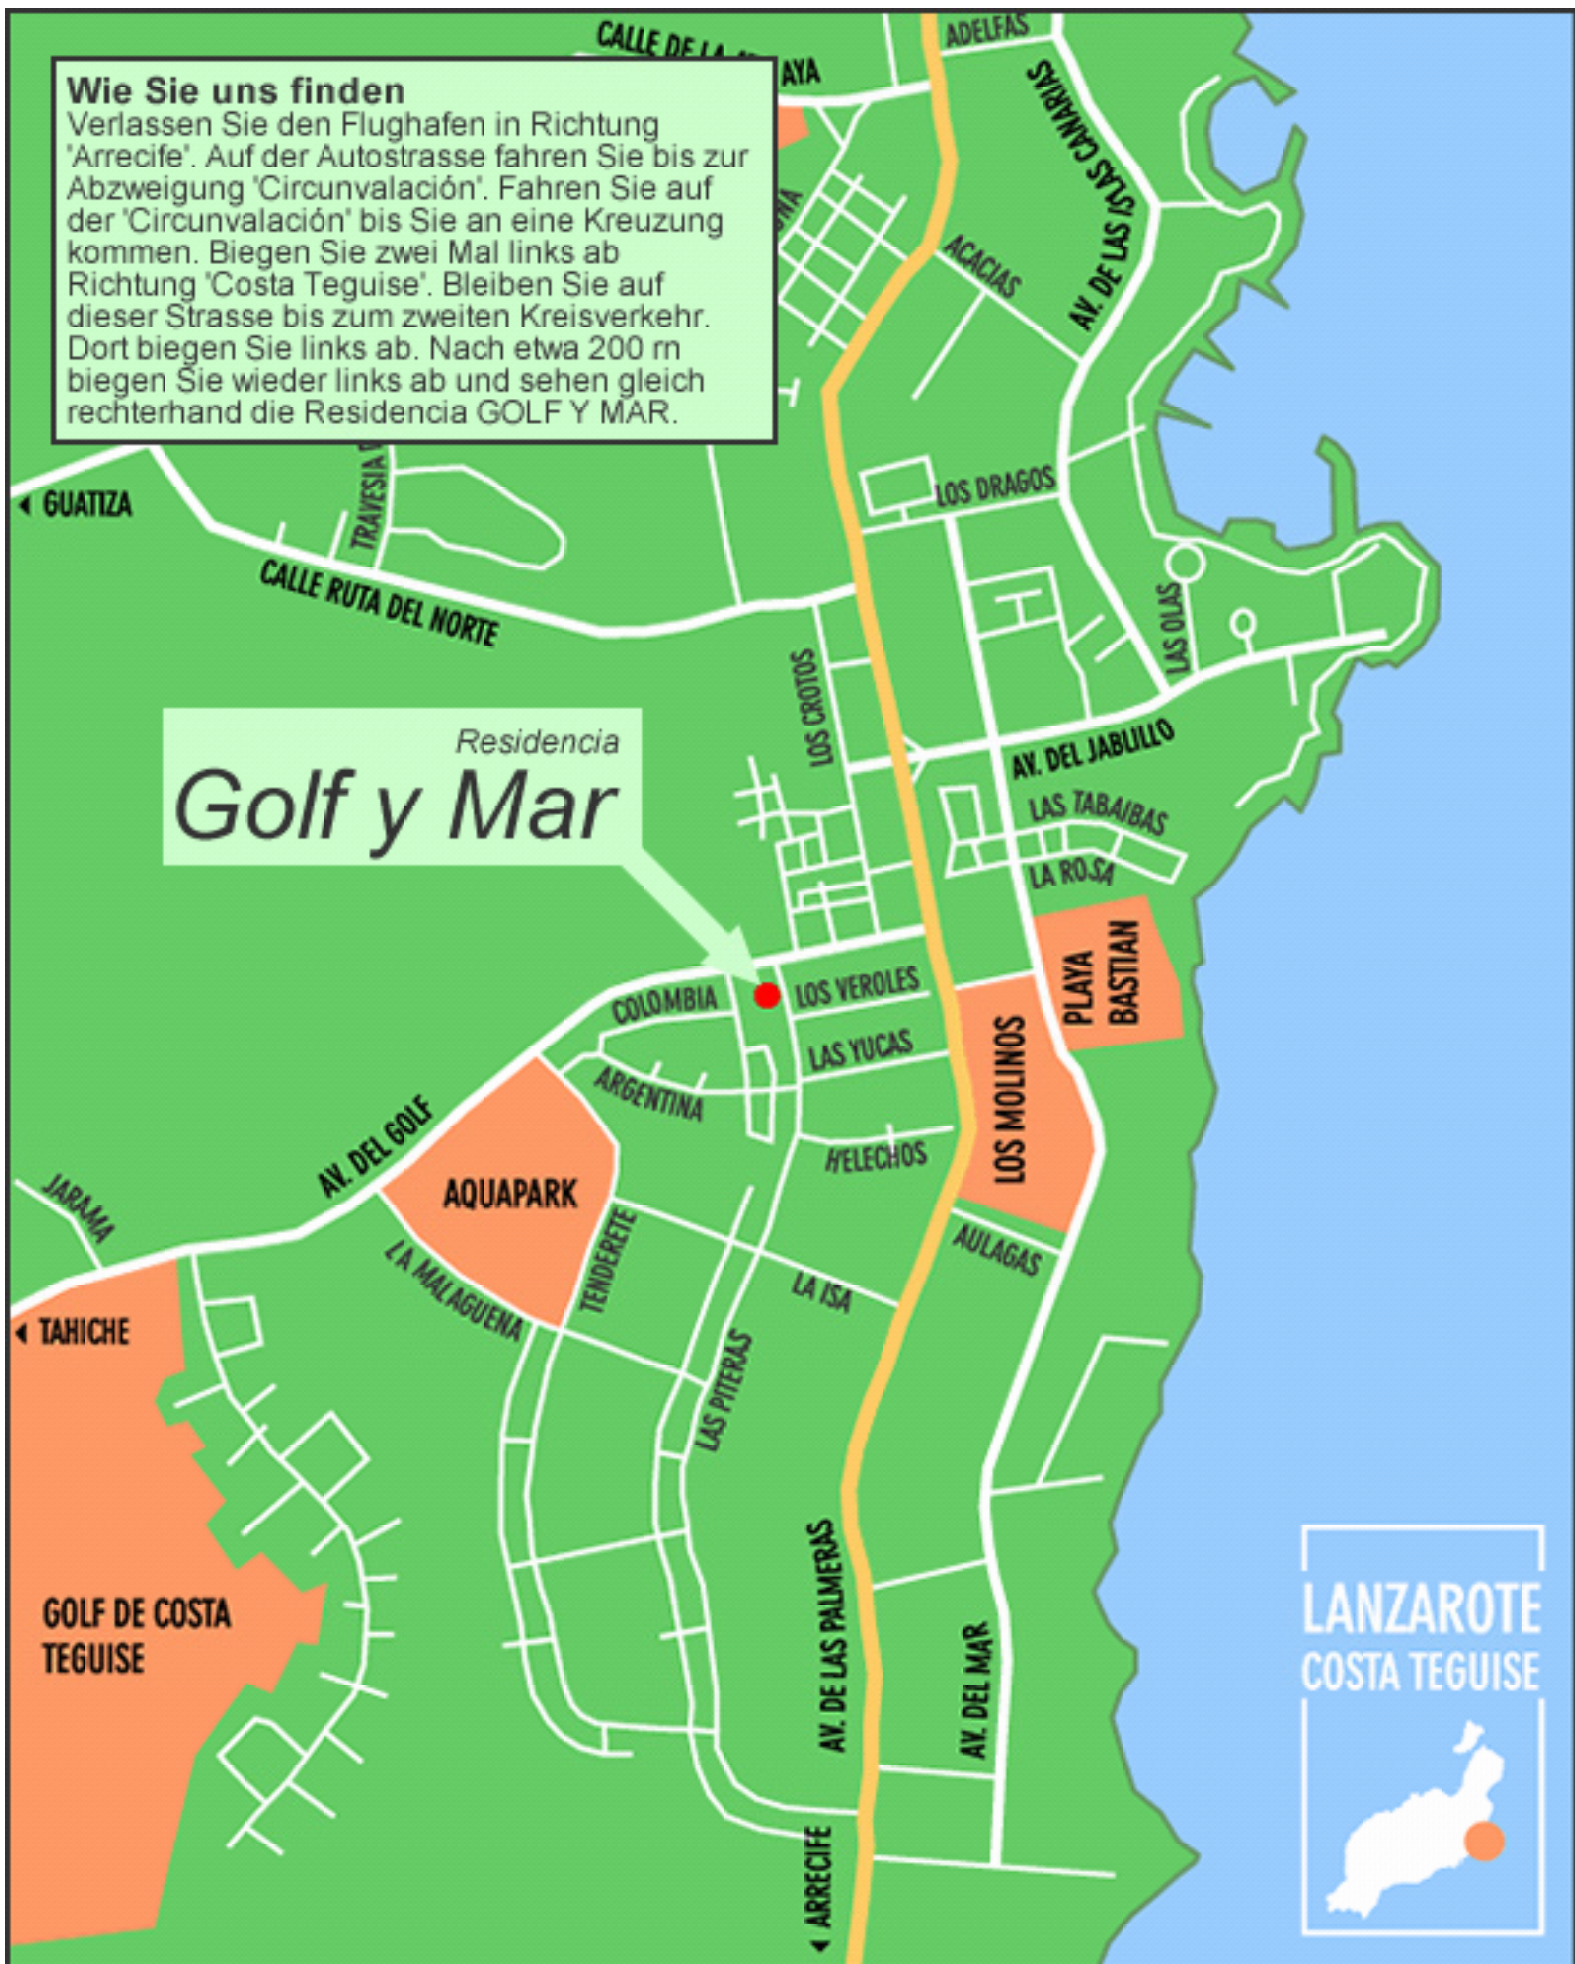 CALLE DE LA
AYA
ADELFAS
AV. DE LAS ISLAS CANARIAS
Wie Sie uns finden
Verlassen Sie den Flughafen in Richtung
'Arrecife'. Auf der Autostrasse fahren Sie bis zur
Abzweigung 'Circunvalación'. Fahren Sie auf
der 'Circunvalación' bis Sie an eine Kreuzung
kommen. Biegen Sie zwei Mal links ab
Richtung 'Costa Teguise'. Bleiben Sie auf
dieser Strasse bis zum zweiten Kreisverkehr.
Dort biegen Sie links ab. Nach etwa 200 m
biegen Sie wieder links ab und sehen gleich
rechterhand die Residencia GOLF Y MAR.
ACACIAS
GUATIZA
TRAVESIA
LOS DRAGOS
CALLE RUTA DEL NORTE
LAS OLAS
LOS CROTOS
Residencia
Golf y Mar
AV. DEL JABLILLO
LAS TABAIBAS
LA ROSA
PLAYA
BASTIAN
COLOMBIA
LOS VEROLES
LAS YUCAS
ARGENTINA
LOS MOLINOS
AV. DEL GOLF
HELECHOS
AQUAPARK
JARAMA
LA MALAGUENA
TENDERETE
LA ISA
AULAGAS
TAHICHE
LAS PITERAS
GOLF DE COSTA
TEGUISE
AV. DE LAS PALMERAS
AV. DEL MAR
ARRECIFE
LANZAROTE
COSTA TEGUISE